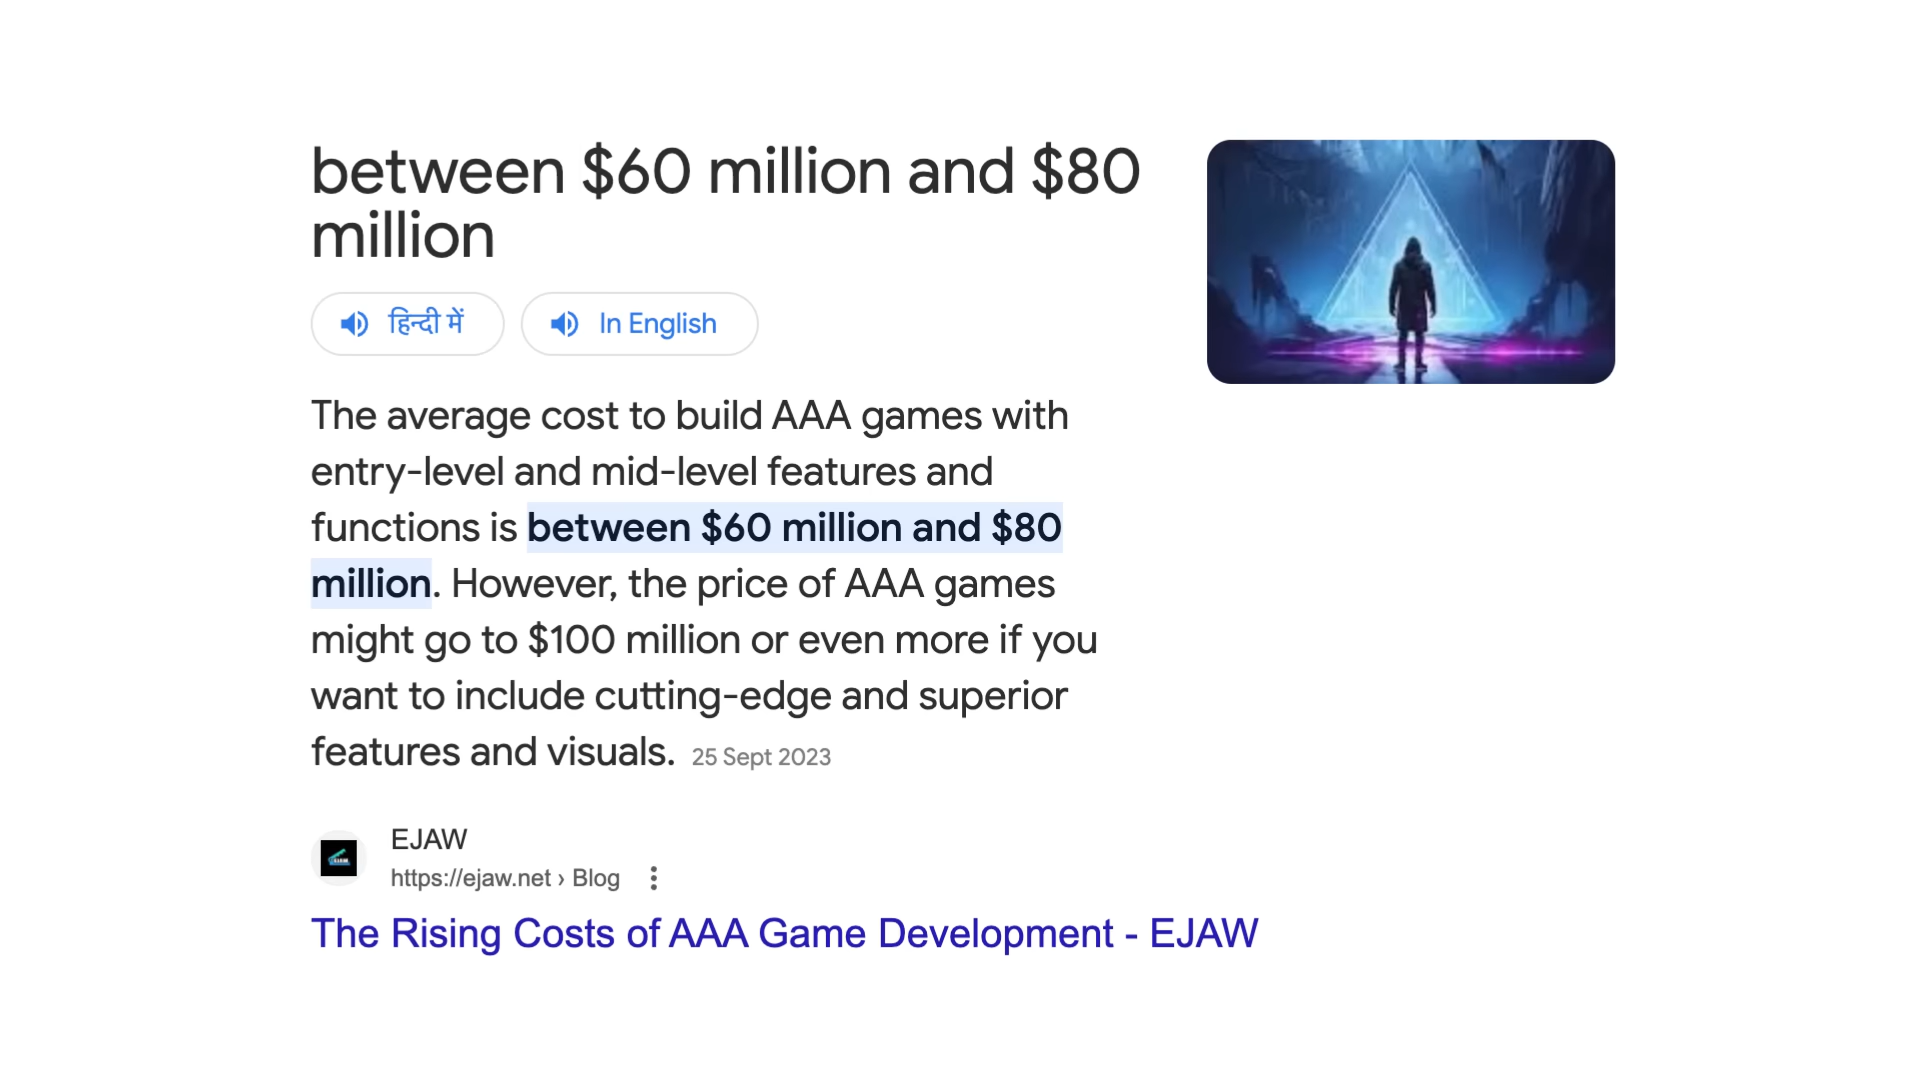 between $60 million and $80
million
हिन्दी में
In English
The average cost to build AAA games with
entry-level and mid-level features and
functions is between $60 million and $80
million. However, the price of AAA games
might go to $100 million or even more if you
want to include cutting-edge and superior
features and visuals. 25 Sept 2023
EJAW
https://ejaw.net › Blog
The Rising Costs of AAA Game Development - EJAW